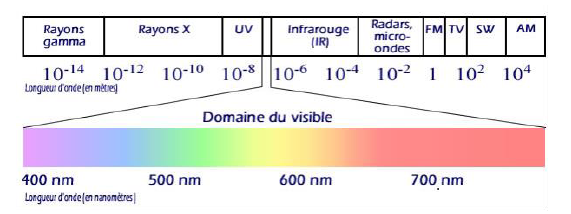 Rayons gamma Rayons X UV Infrarouge (IR) Radars, micro-ondes FM TV SW AM
10-14 10-12 10-10 10-8 10-6 10-4 10-2 1 102 104
Longueur d'onde (en mètres)
Domaine du visible
400 nm 500 nm 600 nm 700 nm
Longueur d'onde (en nanomètres)